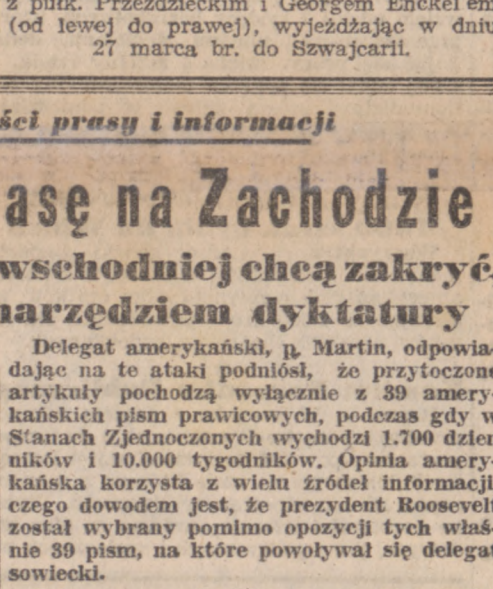 z pułk. Przeździeckim i Georgem Enckel'em
(od lewej do prawej), wyjeżdżając w dniu
27 marca br. do Szwajcarii.
ści prasy i informacji
asę na Zachodzie
wschodniej chcą zakryć
narzędziem dyktatury
Delegat amerykański, p. Martin, odpowia-
dając na te ataki podniósł, że przytoczone
artykuły pochodzą wyłącznie z 39 amery-
kańskich pism prawicowych, podczas gdy w
Stanach Zjednoczonych wychodzi 1.700 dzien
ników i 10.000 tygodników. Opinia amery-
kańska korzysta z wielu źródeł informacji
czego dowodem jest, że prezydent Roosevelt
został wybrany pomimo opozycji tych właś-
nie 39 pism, na które powoływał się delegat
sowiecki.